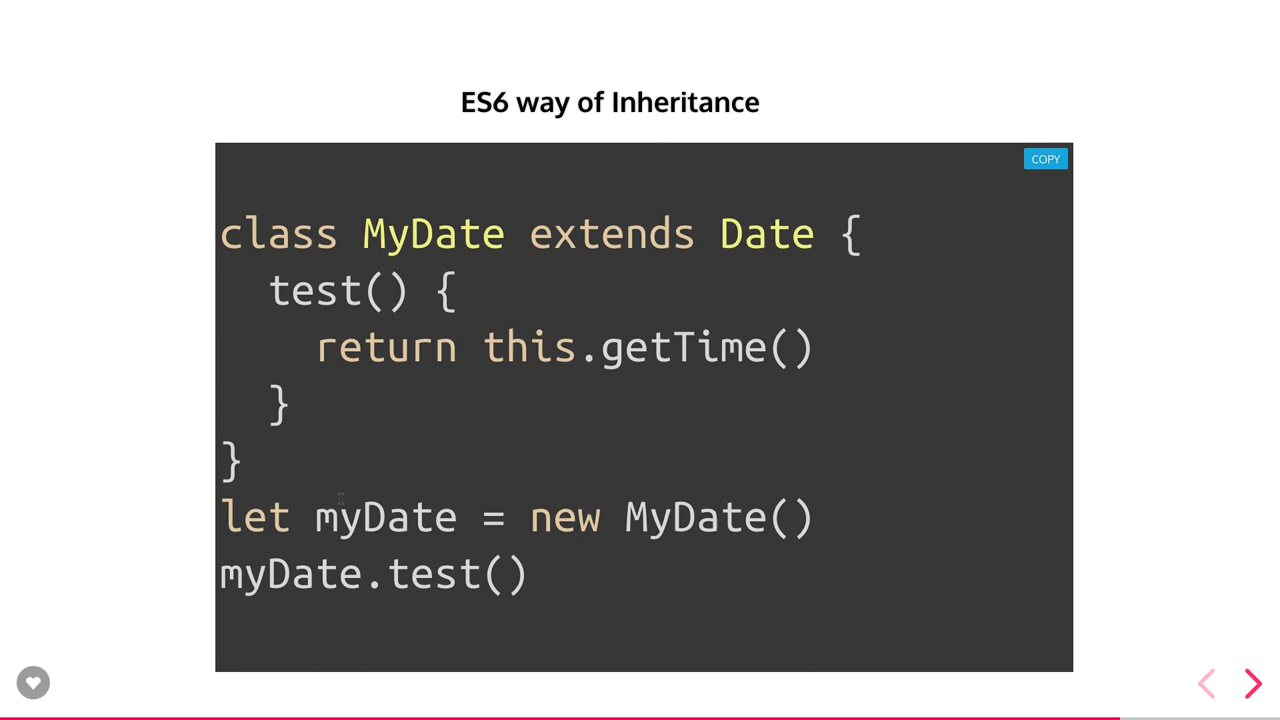 ES6 way of Inheritance
COPY
class MyDate extends Date {
  test() {
    return this.getTime()
  }
}
let myDate = new MyDate()
myDate.test()